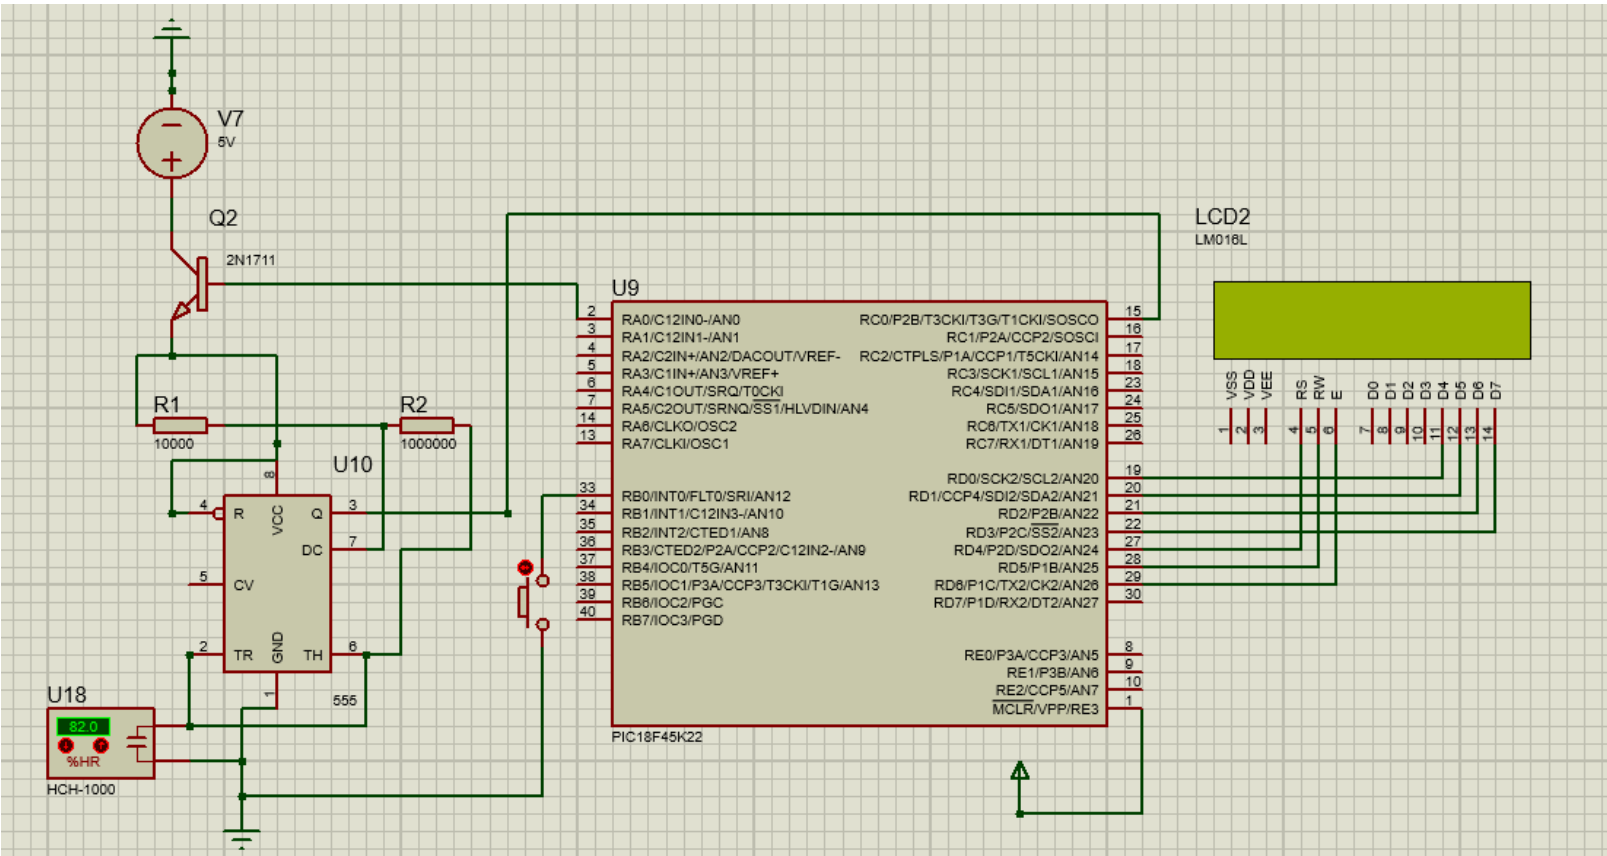 V7
5V
Q2
2N1711
R1
10000
R2
1000000
U10
555
4
R
8
VCC
Q
3
DC
7
5
CV
2
TR
GND
1
TH
6
U18
82.0
%HR
HCH-1000
U9
2 RA0/C12IN0-/AN0
3 RA1/C12IN1-/AN1
4 RA2/C2IN+/AN2/DACOUT/VREF-
5 RA3/C1IN+/AN3/VREF+
6 RA4/C1OUT/SRQ/T0CKI
7 RA5/C2OUT/SRNQ/SS1/HLVDIN/AN4
14 RA6/CLKO/OSC2
13 RA7/CLKI/OSC1
33 RB0/INT0/FLT0/SRI/AN12
34 RB1/INT1/C12IN3-/AN10
35 RB2/INT2/CTED1/AN8
36 RB3/CTED2/P2A/CCP2/C12IN2-/AN9
37 RB4/IOC0/T5G/AN11
38 RB5/IOC1/P3A/CCP3/T3CKI/T1G/AN13
39 RB6/IOC2/PGC
40 RB7/IOC3/PGD
RC0/P2B/T3CKI/T3G/T1CKI/SOSCO 15
RC1/P2A/CCP2/SOSCI 16
RC2/CTPLS/P1A/CCP1/T5CKI/AN14 17
RC3/SCK1/SCL1/AN15 18
RC4/SDI1/SDA1/AN16 23
RC5/SDO1/AN17 24
RC6/TX1/CK1/AN18 25
RC7/RX1/DT1/AN19 26
RD0/SCK2/SCL2/AN20 19
RD1/CCP4/SDI2/SDA2/AN21 20
RD2/P2B/AN22 21
RD3/P2C/SS2/AN23 22
RD4/P2D/SDO2/AN24 27
RD5/P1B/AN25 28
RD6/P1C/TX2/CK2/AN26 29
RD7/P1D/RX2/DT2/AN27 30
RE0/P3A/CCP3/AN5 8
RE1/P3B/AN6 9
RE2/CCP5/AN7 10
MCLR/VPP/RE3 1
PIC18F45K22
LCD2
LM016L
VSS VDD VEE RS RW E D0 D1 D2 D3 D4 D5 D6 D7
1 2 3 4 5 6 7 8 9 10 11 12 13 14